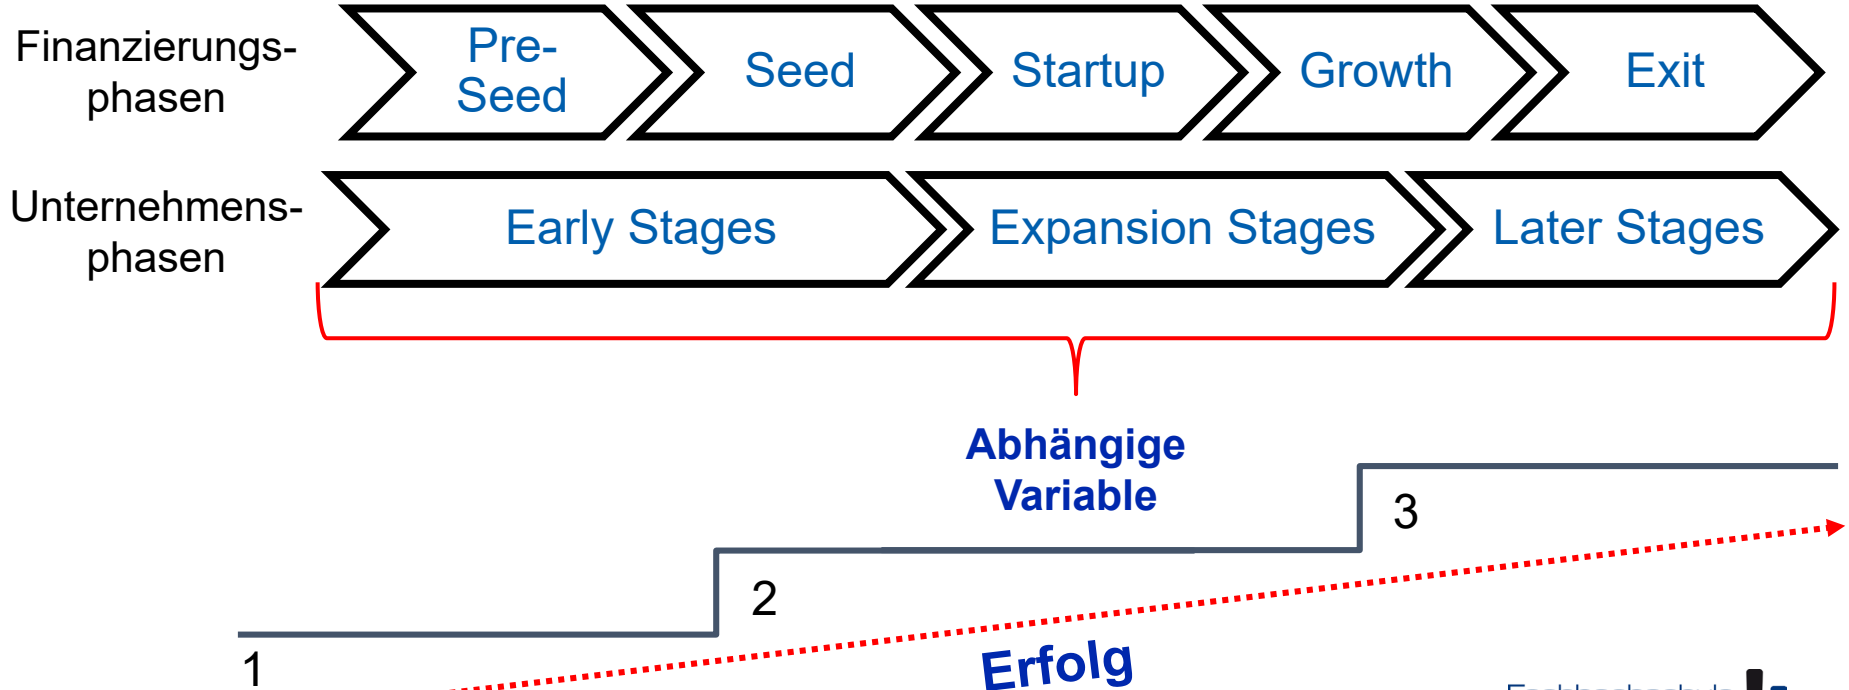 Finanzierungs-
phasen
Pre-
Seed
Seed
Startup
Growth
Exit
Unternehmens-
phasen
Early Stages
Expansion Stages
Later Stages
Abhängige
Variable
3
2
1
Erfolg